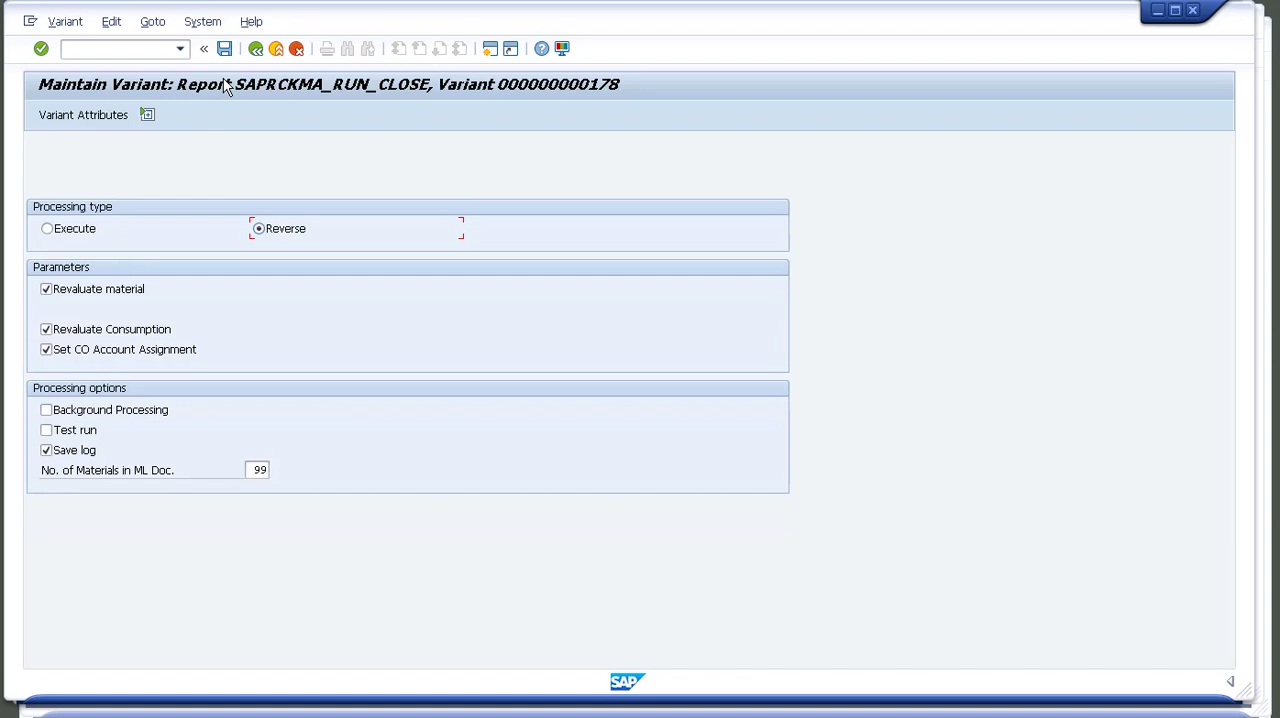 Variant Edit Goto System Help
Maintain Variant: Report SAPRCKMA_RUN_CLOSE, Variant 000000000178
Variant Attributes
Processing type
Execute Reverse
Parameters
Revaluate material
Revaluate Consumption
Set CO Account Assignment
Processing options
Background Processing
Test run
Save log
No. of Materials in ML Doc. 99
SAP